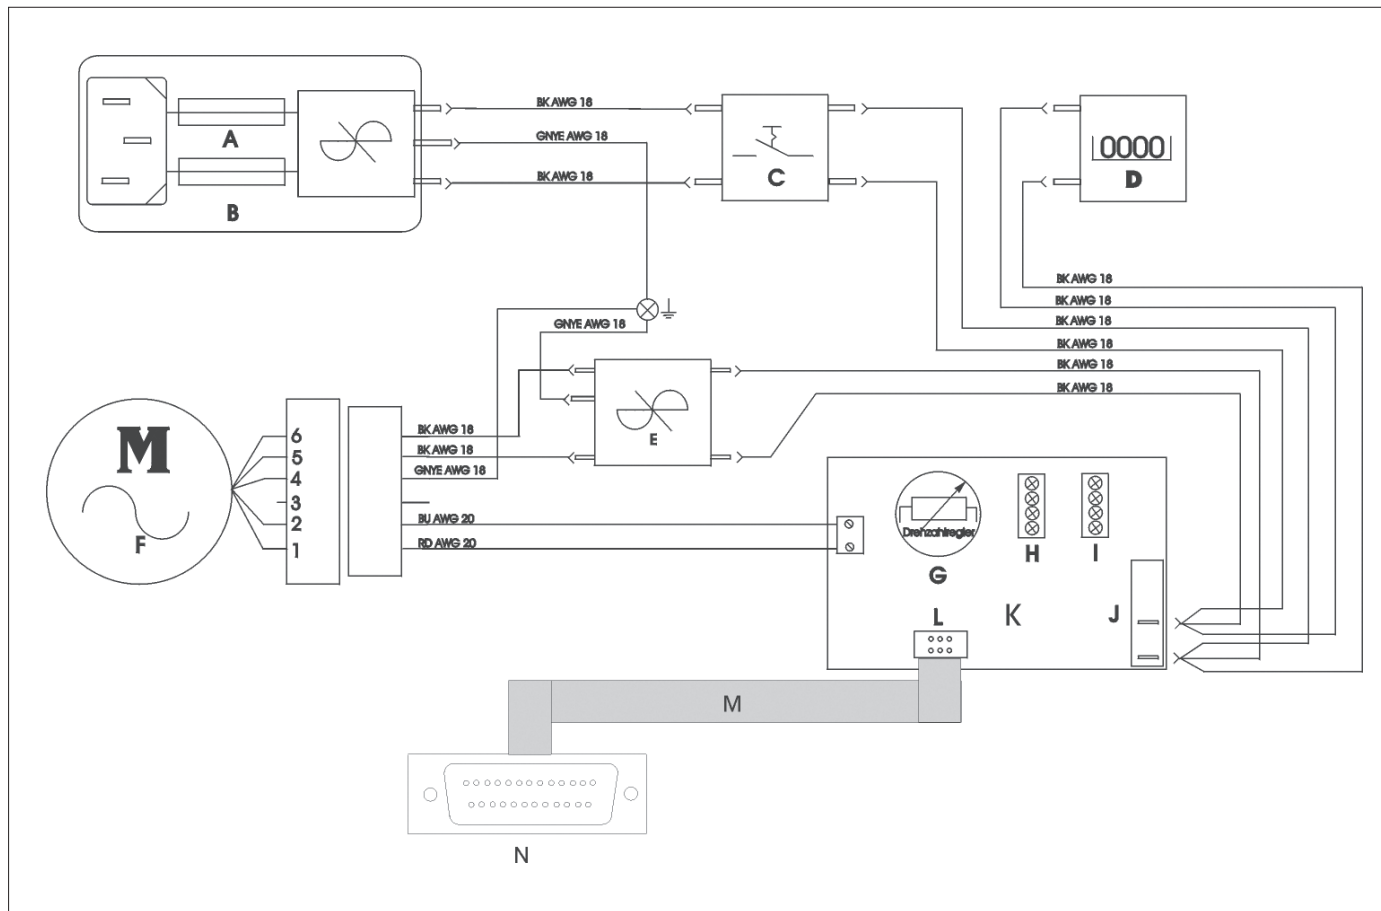 BK AWG 18
A
GNYE AWG 18
0000
BK AWG 18
C
D
B
BK AWG 18
BK AWG 18
GNYE AWG 18
BK AWG 18
BK AWG 18
BK AWG 18
BK AWG 18
M
6
BK AWG 18
E
5
BK AWG 18
4
GNYE AWG 18
3
2
BU AWG 20
Drehzahlregler
F
1
RD AWG 20
H
I
G
L
K
J
M
N